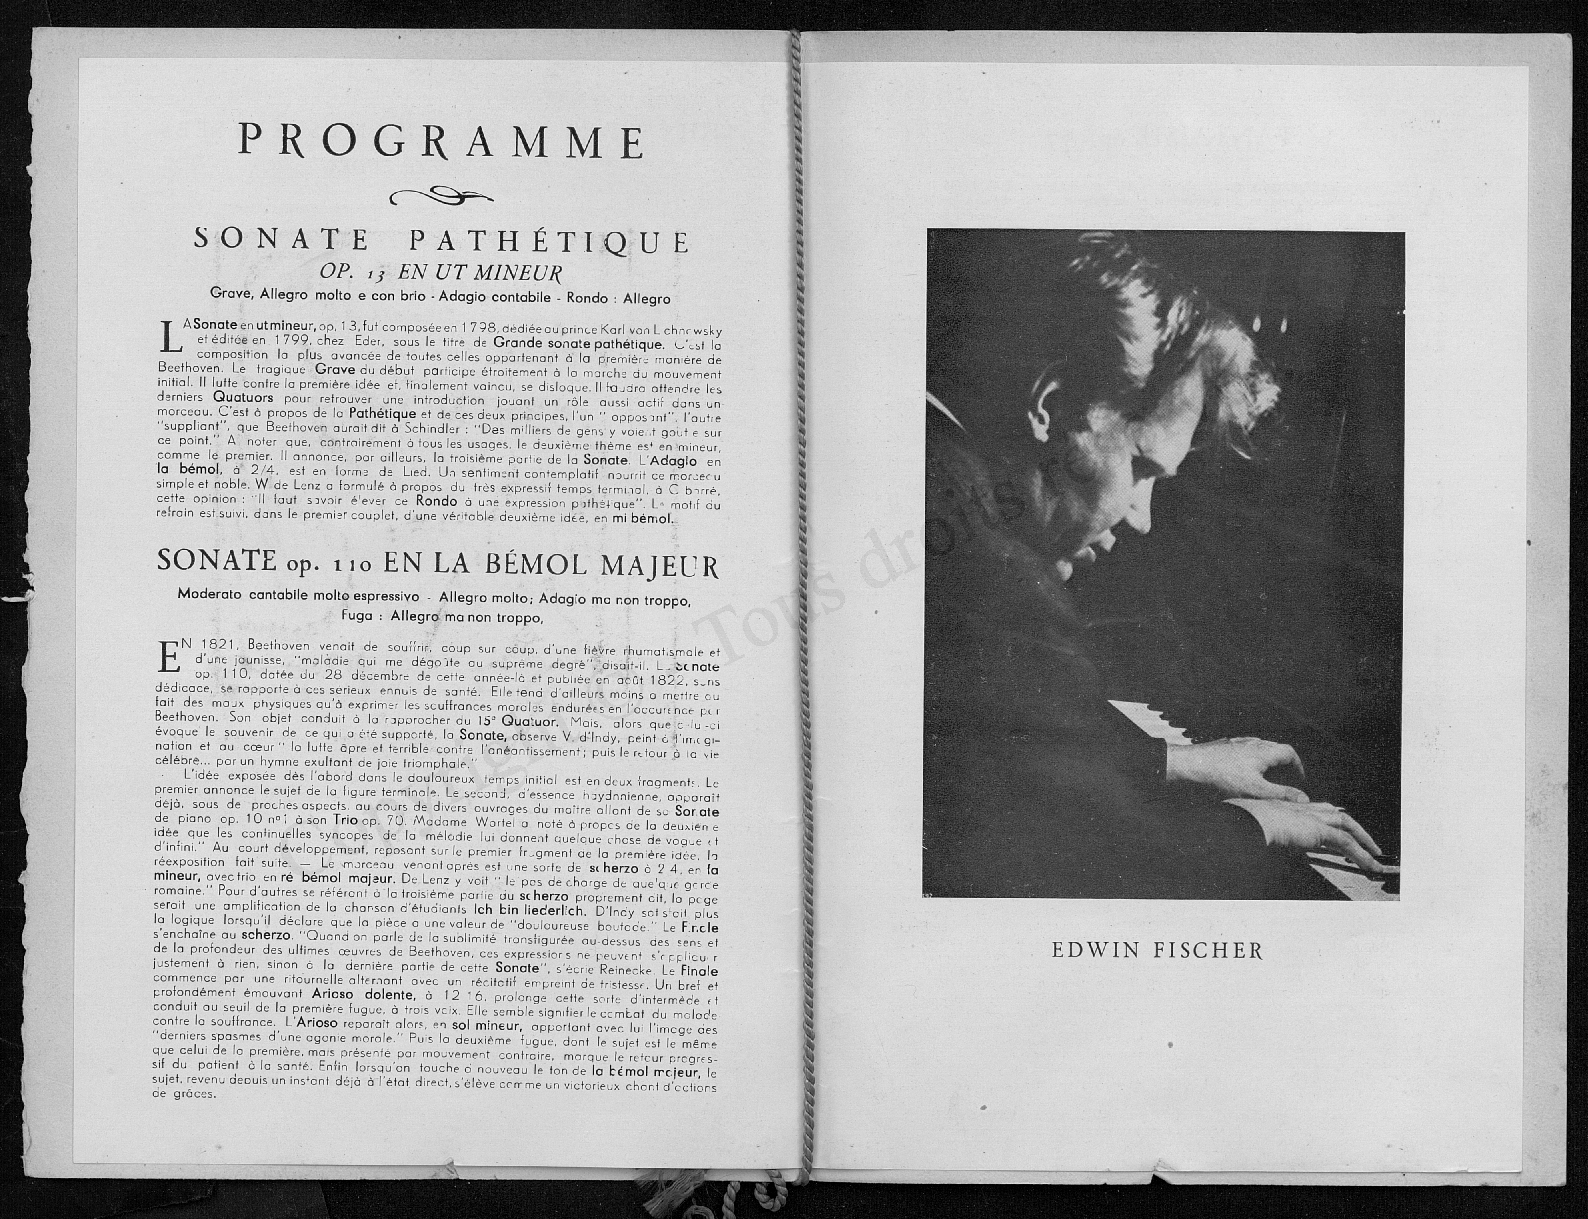 PROGRAMME
SONATE PATHÉTIQUE
OP. 13 EN UT MINEUR
Grave, Allegro molto e con brio - Adagio contabile - Rondo : Allegro
LA Sonate en ut mineur, op. 13, fut composée en 1798, dédiée au prince Karl von Lichnowsky
et éditée en 1799, chez Eder, sous le titre de Grande sonate pathétique. C'est la
composition la plus avancée de toutes celles appartenant à la première manière de
Beethoven. Le tragique Grave du début participe étroitement à la marche du mouvement
initial. Il lutte contre la première idée et, finalement vaincu, se disloque. Il faudra attendre les
derniers Quatuors pour retrouver une introduction jouant un rôle aussi actif dans un
morceau. C'est à propos de la Pathétique et de ces deux principes, l'un " opposant", l'autre
"suppliant", que Beethoven aurait dit à Schindler : "Des milliers de gens y voient goutte sur
ce point." A noter que, contrairement à tous les usages, le deuxième thème est en mineur,
comme le premier. Il annonce, par ailleurs, la troisième partie de la Sonate. L'Adagio en
la bémol, à 2/4, est en forme de Lied. Un sentiment contemplatif nourrit ce morceau
simple et noble. W de Lenz a formulé à propos du très expressif temps terminal, à C barré,
cette opinion : "Il faut savoir élever ce Rondo à une expression pathétique". Le motif du
refrain est suivi, dans le premier couplet, d'une véritable deuxième idée, en mi bémol.
SONATE op. 110 EN LA BÉMOL MAJEUR
Moderato cantabile molto espressivo - Allegro molto; Adagio ma non troppo,
Fuga : Allegro ma non troppo,
EN 1821, Beethoven venait de souffrir, coup sur coup, d'une fièvre rhumatismale et
d'une jaunisse, "maladie qui me dégoûte au suprême degré", disait-il. La Sonate
op. 110, datée du 28 décembre de cette année-là et publiée en août 1822, sans
dédicace, se rapporte à ces serieux ennuis de santé. Elle tend d'ailleurs moins à mettre au
fait des maux physiques qu'à exprimer les souffrances morales endurées en l'occurence par
Beethoven. Son objet conduit à la rapprocher du 15e Quatuor. Mais, alors que celui-ci
évoque le souvenir de ce qui a été supporté, la Sonate, observe V. d'Indy, peint à l'imagi-
nation et au cœur " la lutte âpre et terrible contre l'anéantissement ; puis le retour à la vie
célèbre... par un hymne exultant de joie triomphale."
L'idée exposée dès l'abord dans le douloureux temps initial est en deux fragments. Le
premier annonce le sujet de la figure terminale. Le second, d'essence haydnnienne, apparaît
déjà, sous de proches aspects, au cours de divers ouvrages du maître allant de sa Sonate
de piano op. 10 n°1 à son Trio op. 70. Madame Wartel a noté à propos de la deuxième
idée que les continuelles syncopes de la mélodie lui donnent quelque chose de vague et
d'infini." Au court développement, reposant sur le premier fragment de la première idée, la
réexposition fait suite. — Le morceau venant après est une sorte de scherzo à 2 4, en fa
mineur, avec trio en ré bémol majeur. De Lenz y voit " le pas de charge de quelque garce
romaine." Pour d'autres se référant à la troisième partie du scherzo proprement dit, la page
serait une amplification de la chanson d'étudiants Ich bin liederlich. D'Indy satisfait plus
la logique lorsqu'il déclare que la pièce a une valeur de "douloureuse boutade." Le Finale
s'enchaîne au scherzo. "Quand on parle de la sublimité transfigurée au-dessus des sens et
de la profondeur des ultimes œuvres de Beethoven, ces expressions ne peuvent s'appliquer
justement à rien, sinon à la dernière partie de cette Sonate", s'écrie Reinecke. Le Finale
commence par une ritournelle alternant avec un récitatif empreint de tristesse. Un bref et
profondément émouvant Arioso dolente, à 12 16, prolonge cette sorte d'intermède et
conduit au seuil de la première fugue, à trois voix. Elle semble signifier le combat du malade
contre la souffrance. L'Arioso reparaît alors, en sol mineur, apportant avec lui l'image des
"derniers spasmes d'une agonie morale." Puis la deuxième fugue, dont le sujet est le même
que celui de la première, mais présenté par mouvement contraire, marque le retour progres-
sif du patient à la santé. Enfin lorsqu'on touche à nouveau le ton de la bémol majeur, le
sujet, revenu depuis un instant déjà à l'état direct, s'élève comme un victorieux chant d'actions
de grâces.
EDWIN FISCHER
Tous droits